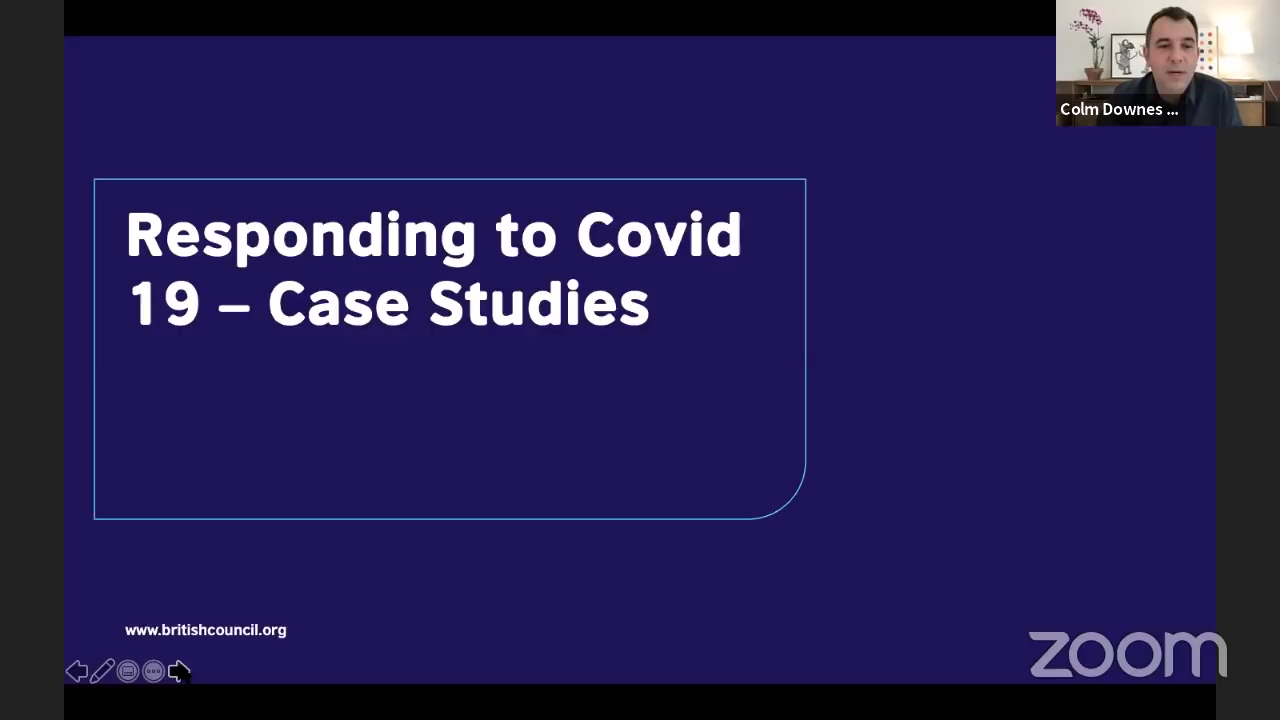 Colm Downes ...
Responding to Covid
19 – Case Studies
www.britishcouncil.org
zoom